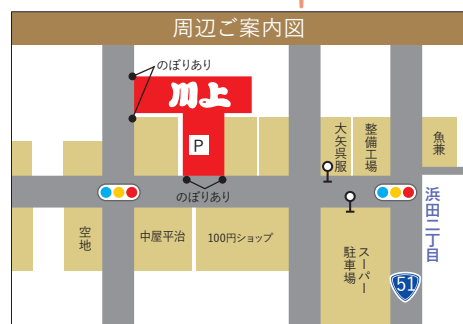 周辺ご案内図
のぼりあり
川上
P
のぼりあり
大矢呉服
整備工場
魚兼
空地
中屋平治
100円ショップ
スーパー
駐車場
浜田二丁目
51